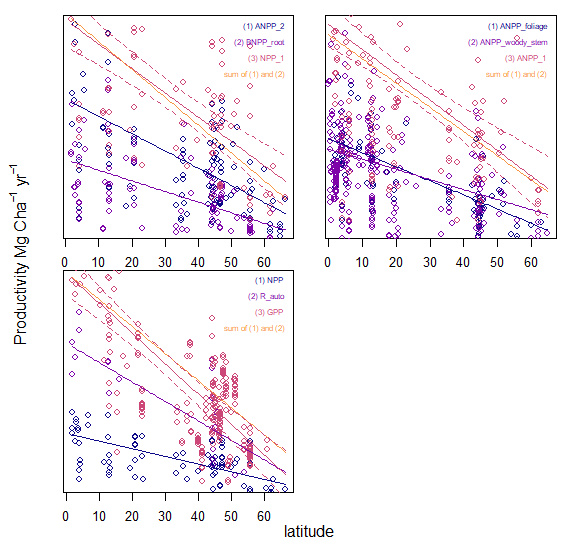 (1) ANPP_2
(2) BNPP_root
(3) NPP_1
sum of (1) and (2)
0 10 20 30 40 50 60
(1) ANPP_foliage
(2) ANPP_woody_stem
(3) ANPP_1
sum of (1) and (2)
0 10 20 30 40 50 60
Productivity Mg Cha⁻¹ yr⁻¹
(1) NPP
(2) R_auto
(3) GPP
sum of (1) and (2)
0 10 20 30 40 50 60
latitude